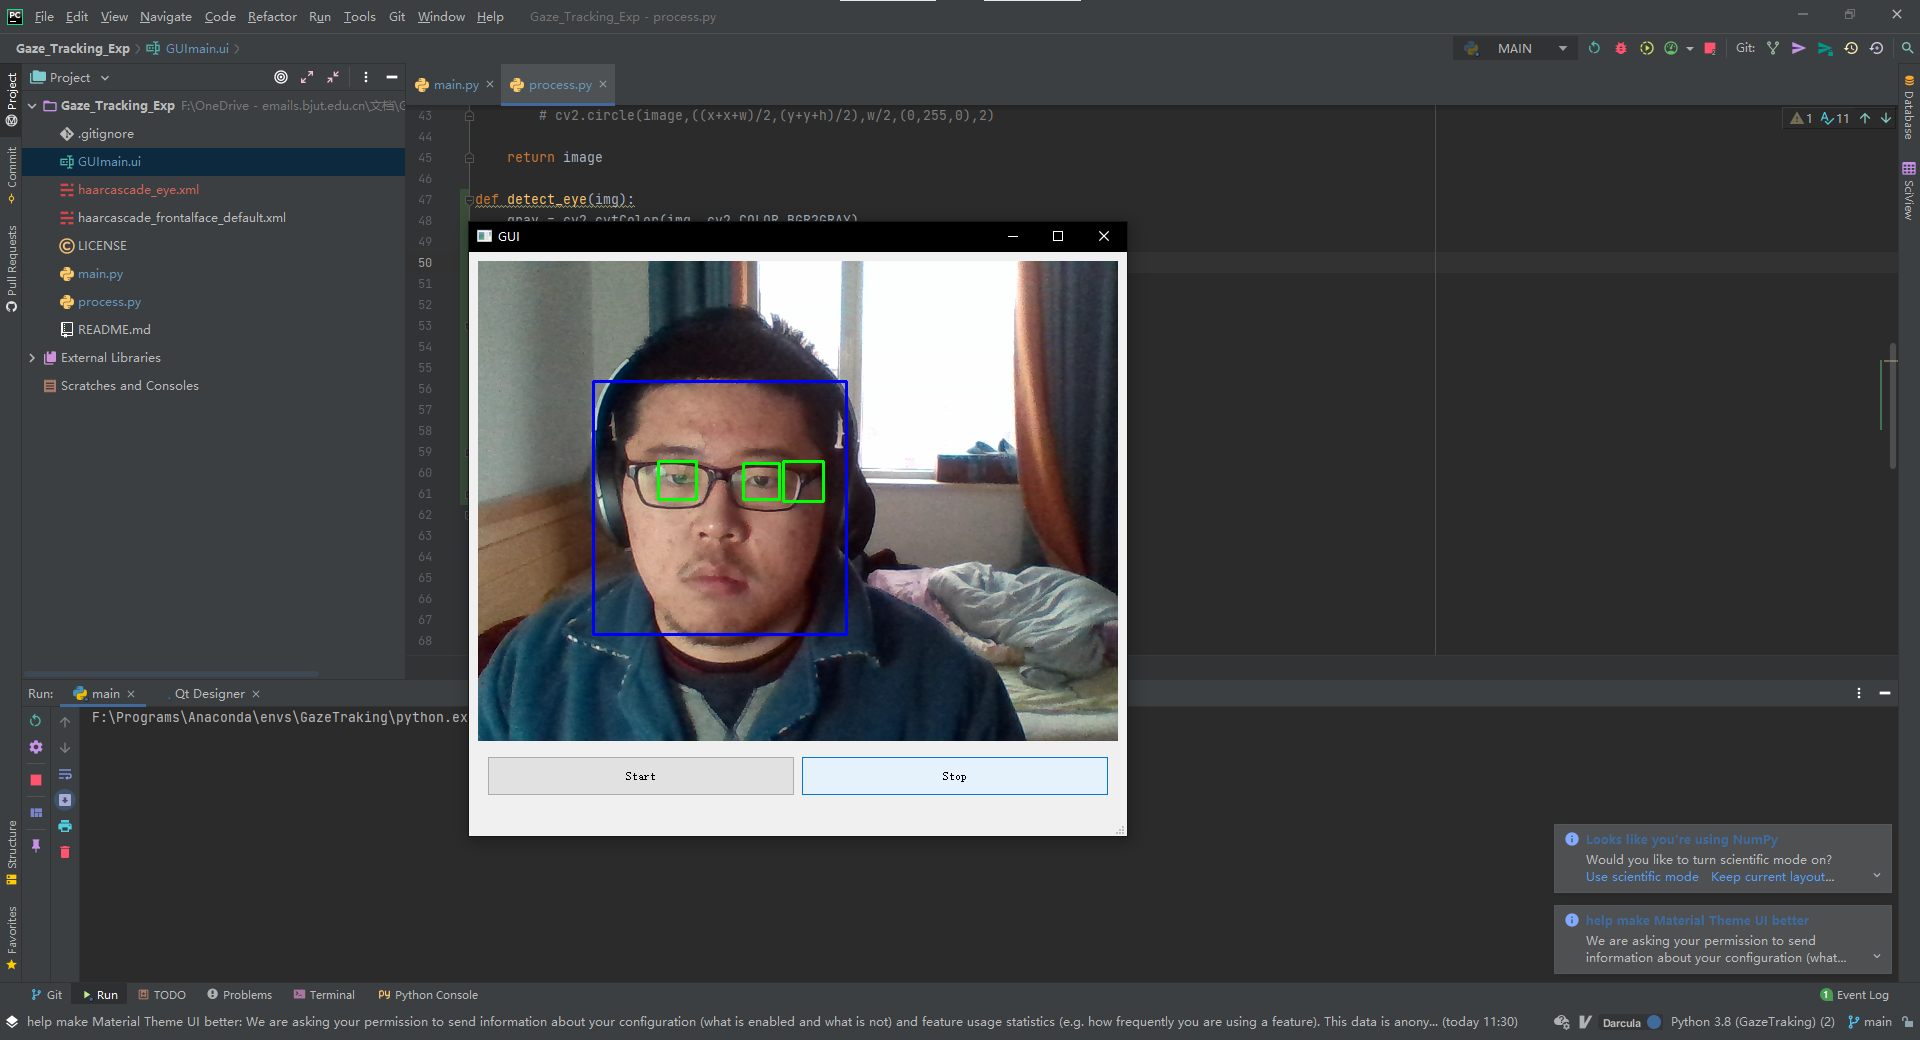 PC File Edit View Navigate Code Refactor Run Tools Git Window Help Gaze_Tracking_Exp - process.py
Gaze_Tracking_Exp GUImain.ui MAIN Git:
Project
main.py process.py
Gaze_Tracking_Exp F:\OneDrive - emails.bjut.edu.cn\文档\G
.gitignore
GUImain.ui
haarcascade_eye.xml
haarcascade_frontalface_default.xml
LICENSE
main.py
process.py
README.md
External Libraries
Scratches and Consoles
Project
Commit
Pull Requests
Structure
Favorites
43 # cv2.circle(image,((x+x+w)/2,(y+y+h)/2),w/2,(0,255,0),2)
44
45 return image
46
47 def detect_eye(img):
48 gray = cv2.cvtColor(img, cv2.COLOR_BGR2GRAY)
49
50
51
52
53
54
55
56
57
58
59
60
61
62
63
64
65
66
67
68
1 11
Database
SciView
GUI
Start Stop
Run: main Qt Designer
F:\Programs\Anaconda\envs\GazeTraking\python.ex
Looks like you're using NumPy
Would you like to turn scientific mode on?
Use scientific mode Keep current layout...
help make Material Theme UI better
We are asking your permission to send
information about your configuration (what...
Git Run TODO Problems Terminal Python Console 1 Event Log
help make Material Theme UI better: We are asking your permission to send information about your configuration (what is enabled and what is not) and feature usage statistics (e.g. how frequently you are using a feature). This data is anony... (today 11:30) Darcula Python 3.8 (GazeTraking) (2) main